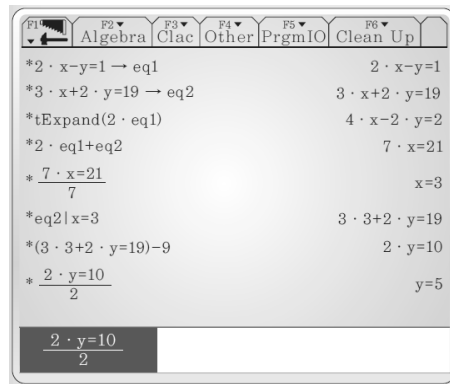 F1 F2 Algebra F3 Clac F4 Other F5 PrgmIO F6 Clean Up
*2 · x-y=1 → eq1 2 · x-y=1
*3 · x+2 · y=19 → eq2 3 · x+2 · y=19
*tExpand(2 · eq1) 4 · x-2 · y=2
*2 · eq1+eq2 7 · x=21
* 7 · x=21
7 x=3
*eq2|x=3 3 · 3+2 · y=19
*(3 · 3+2 · y=19)-9 2 · y=10
* 2 · y=10
2 y=5
2 · y=10
2